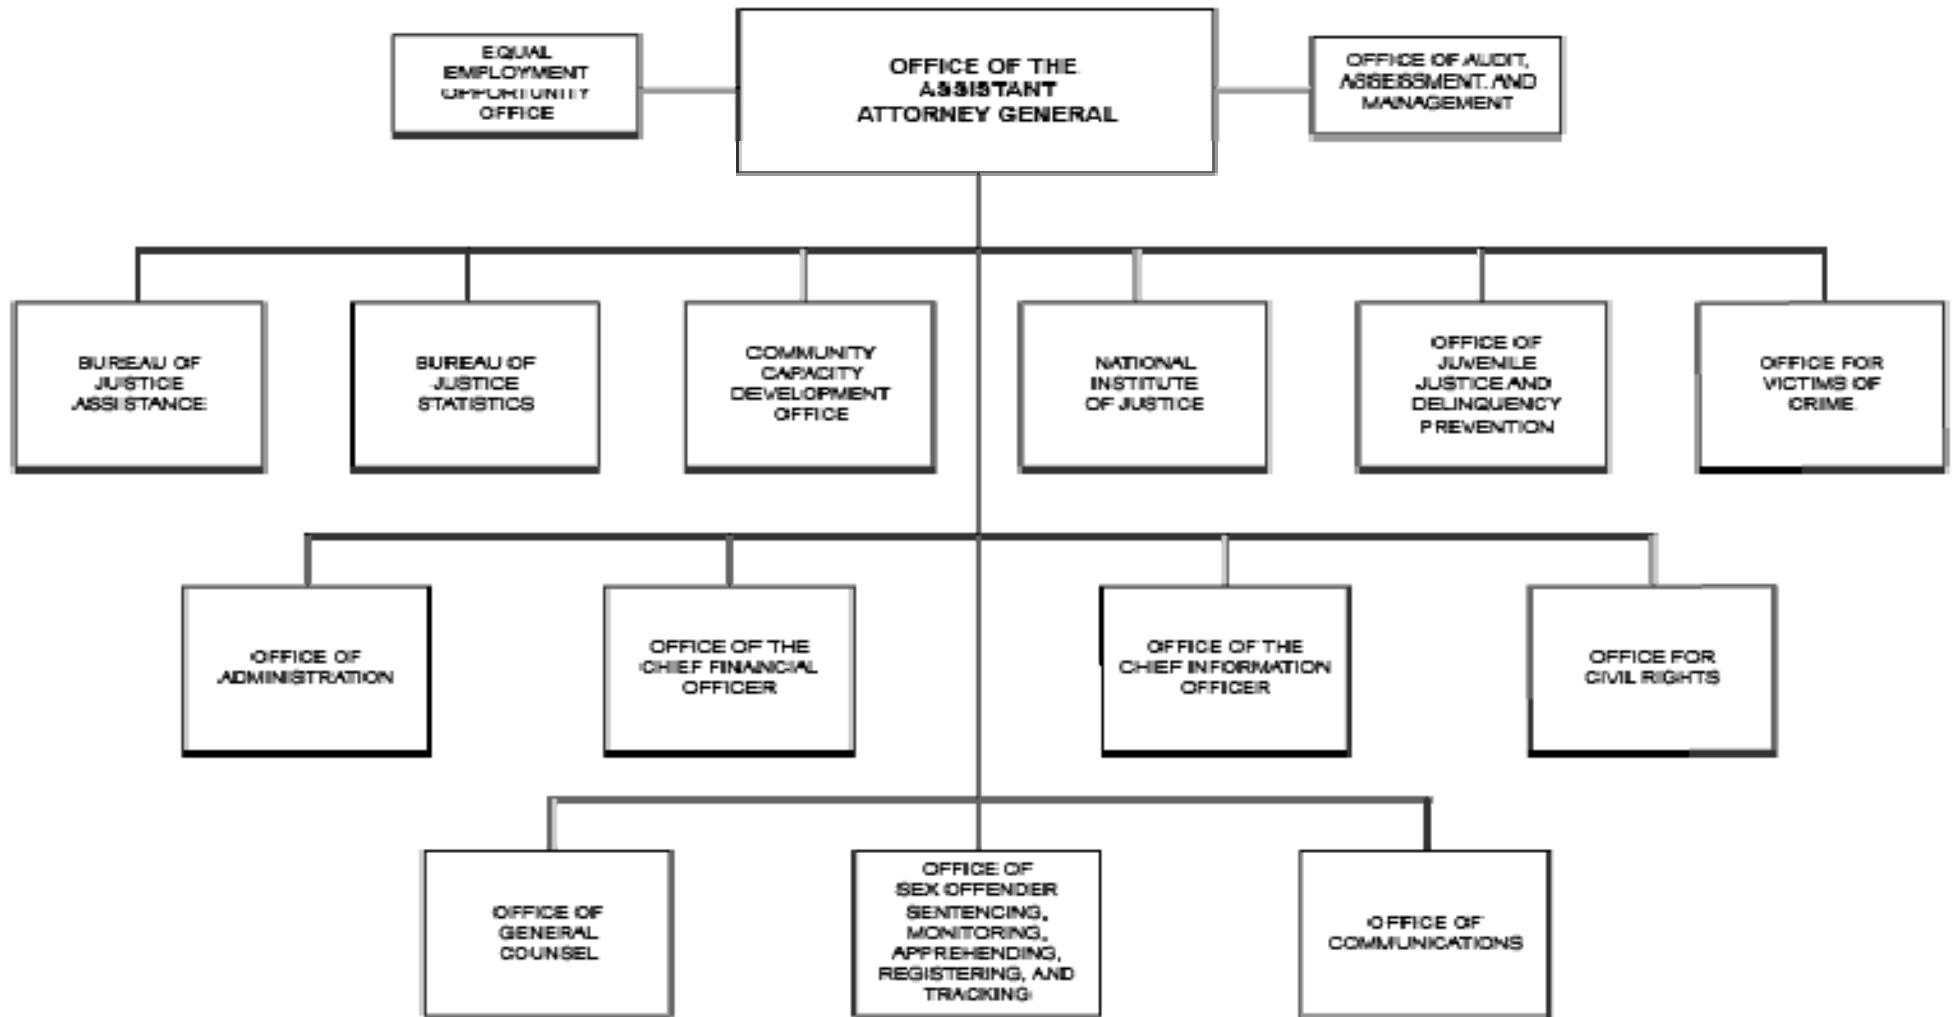 EQUAL
EMPLOYMENT
OPPORTUNITY
OFFICE
OFFICE OF THE
ASSISTANT
ATTORNEY GENERAL
OFFICE OF AUDIT,
ASSESSMENT, AND
MANAGEMENT
BUREAU OF
JUSTICE
ASSISTANCE
BUREAU OF
JUSTICE
STATISTICS
COMMUNITY
CAPACITY
DEVELOPMENT
OFFICE
NATIONAL
INSTITUTE
OF JUSTICE
OFFICE OF
JUVENILE
JUSTICE AND
DELINQUENCY
PREVENTION
OFFICE FOR
VICTIMS OF
CRIME
OFFICE OF
ADMINISTRATION
OFFICE OF THE
CHIEF FINANCIAL
OFFICER
OFFICE OF THE
CHIEF INFORMATION
OFFICER
OFFICE FOR
CIVIL RIGHTS
OFFICE OF
GENERAL
COUNSEL
OFFICE OF
SEX OFFENDER
SENTENCING,
MONITORING,
APPREHENDING,
REGISTERING, AND
TRACKING
OFFICE OF
COMMUNICATIONS